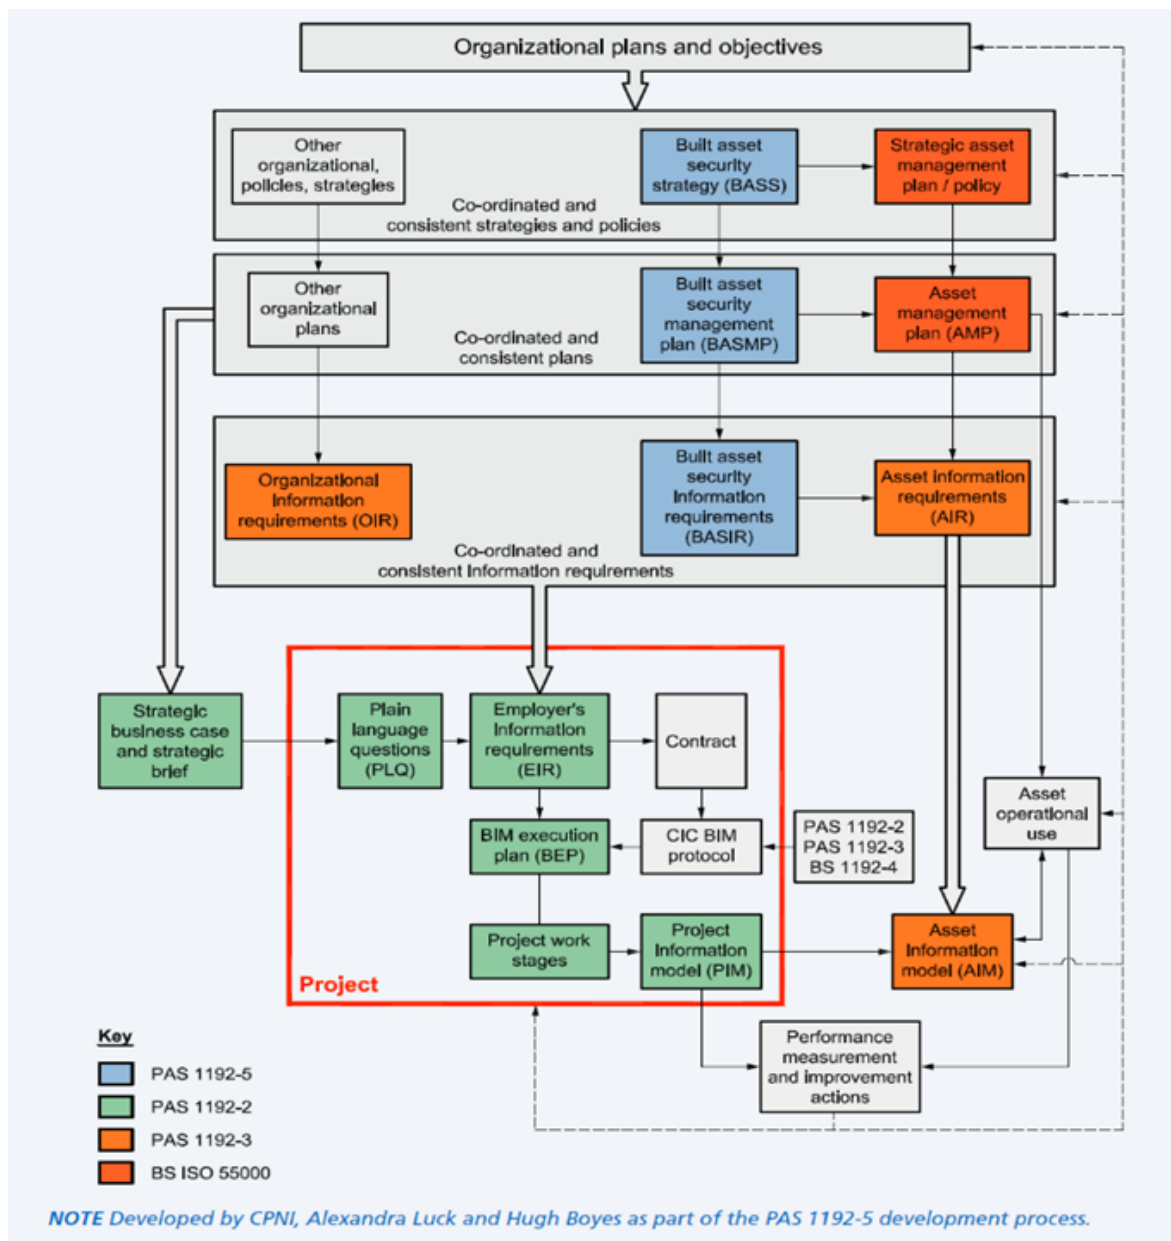 Organizational plans and objectives
Other
organizational,
policies, strategies
Built asset
security
strategy (BASS)
Strategic asset
management
plan / policy
Co-ordinated and
consistent strategies and policies
Other
organizational
plans
Built asset
security
management
plan (BASMP)
Asset
management
plan (AMP)
Co-ordinated and
consistent plans
Organizational
Information
requirements (OIR)
Built asset
security
Information
requirements
(BASIR)
Asset information
requirements
(AIR)
Co-ordinated and
consistent Information requirements
Strategic
business case
and strategic
brief
Plain
language
questions
(PLQ)
Employer's
Information
requirements
(EIR)
Contract
Asset
operational
use
BIM execution
plan (BEP)
CIC BIM
protocol
PAS 1192-2
PAS 1192-3
BS 1192-4
Project work
stages
Project
Information
model (PIM)
Asset
Information
model (AIM)
Project
Performance
measurement
and improvement
actions
Key
PAS 1192-5
PAS 1192-2
PAS 1192-3
BS ISO 55000
NOTE Developed by CPNI, Alexandra Luck and Hugh Boyes as part of the PAS 1192-5 development process.